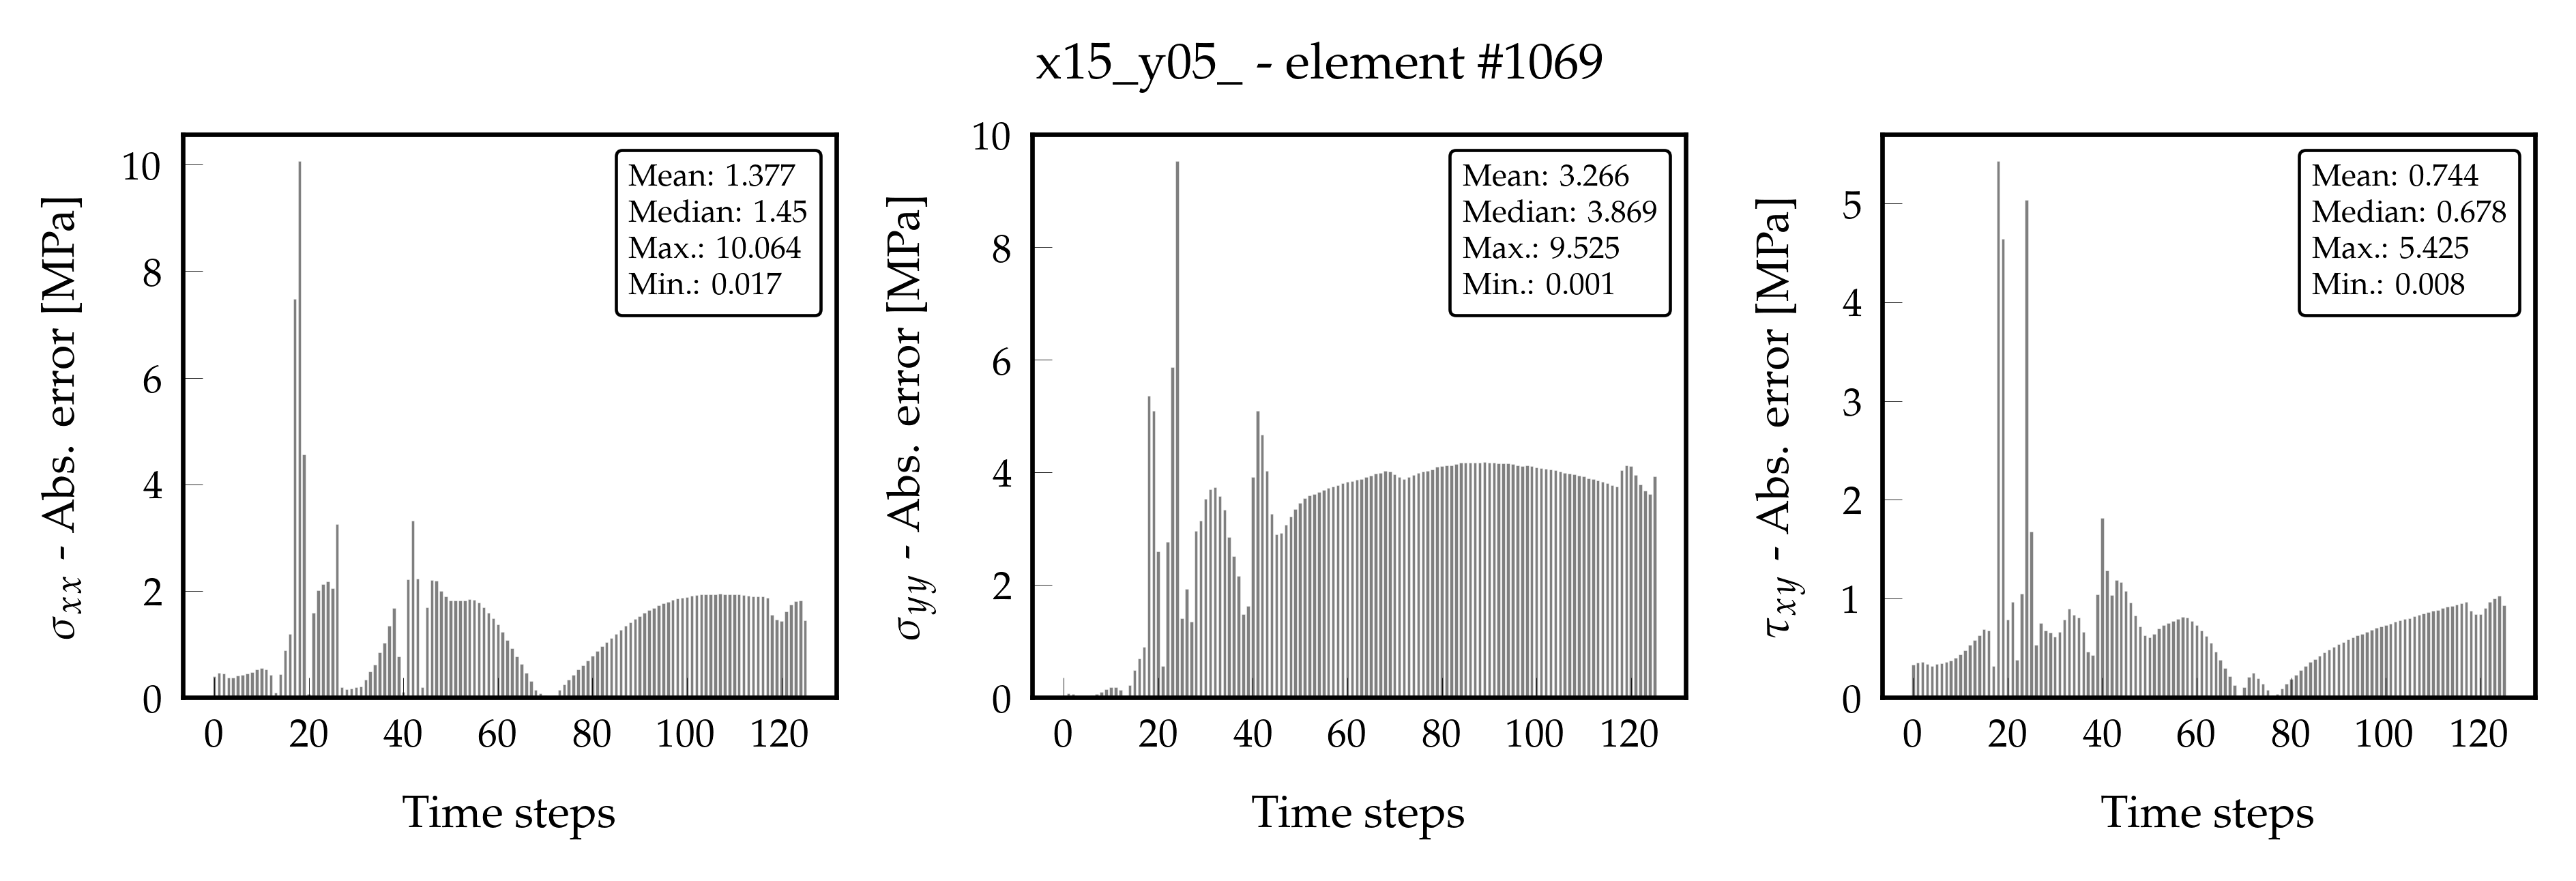 x15_y05_ - element #1069
σxx - Abs. error [MPa]
10
8
6
4
2
0
Mean: 1.377
Median: 1.45
Max.: 10.064
Min.: 0.017
0 20 40 60 80 100 120
Time steps
σyy - Abs. error [MPa]
10
8
6
4
2
0
Mean: 3.266
Median: 3.869
Max.: 9.525
Min.: 0.001
0 20 40 60 80 100 120
Time steps
τxy - Abs. error [MPa]
5
4
3
2
1
0
Mean: 0.744
Median: 0.678
Max.: 5.425
Min.: 0.008
0 20 40 60 80 100 120
Time steps